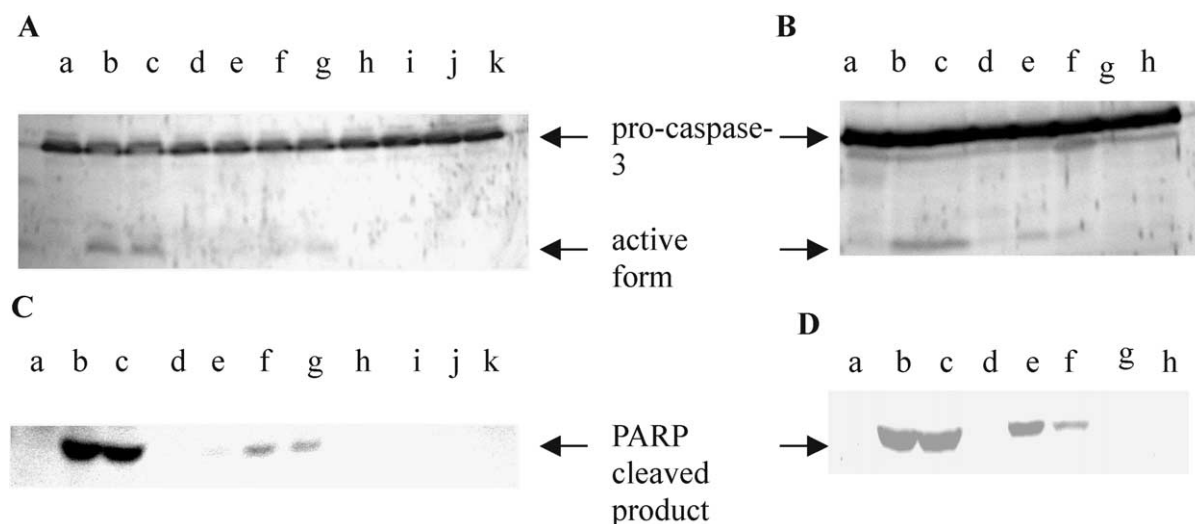 A
B
a b c d e f g h i j k
a b c d e f g h
pro-caspase-
3
active
form
C
D
a b c d e f g h i j k
a b c d e f g h
PARP
cleaved
product